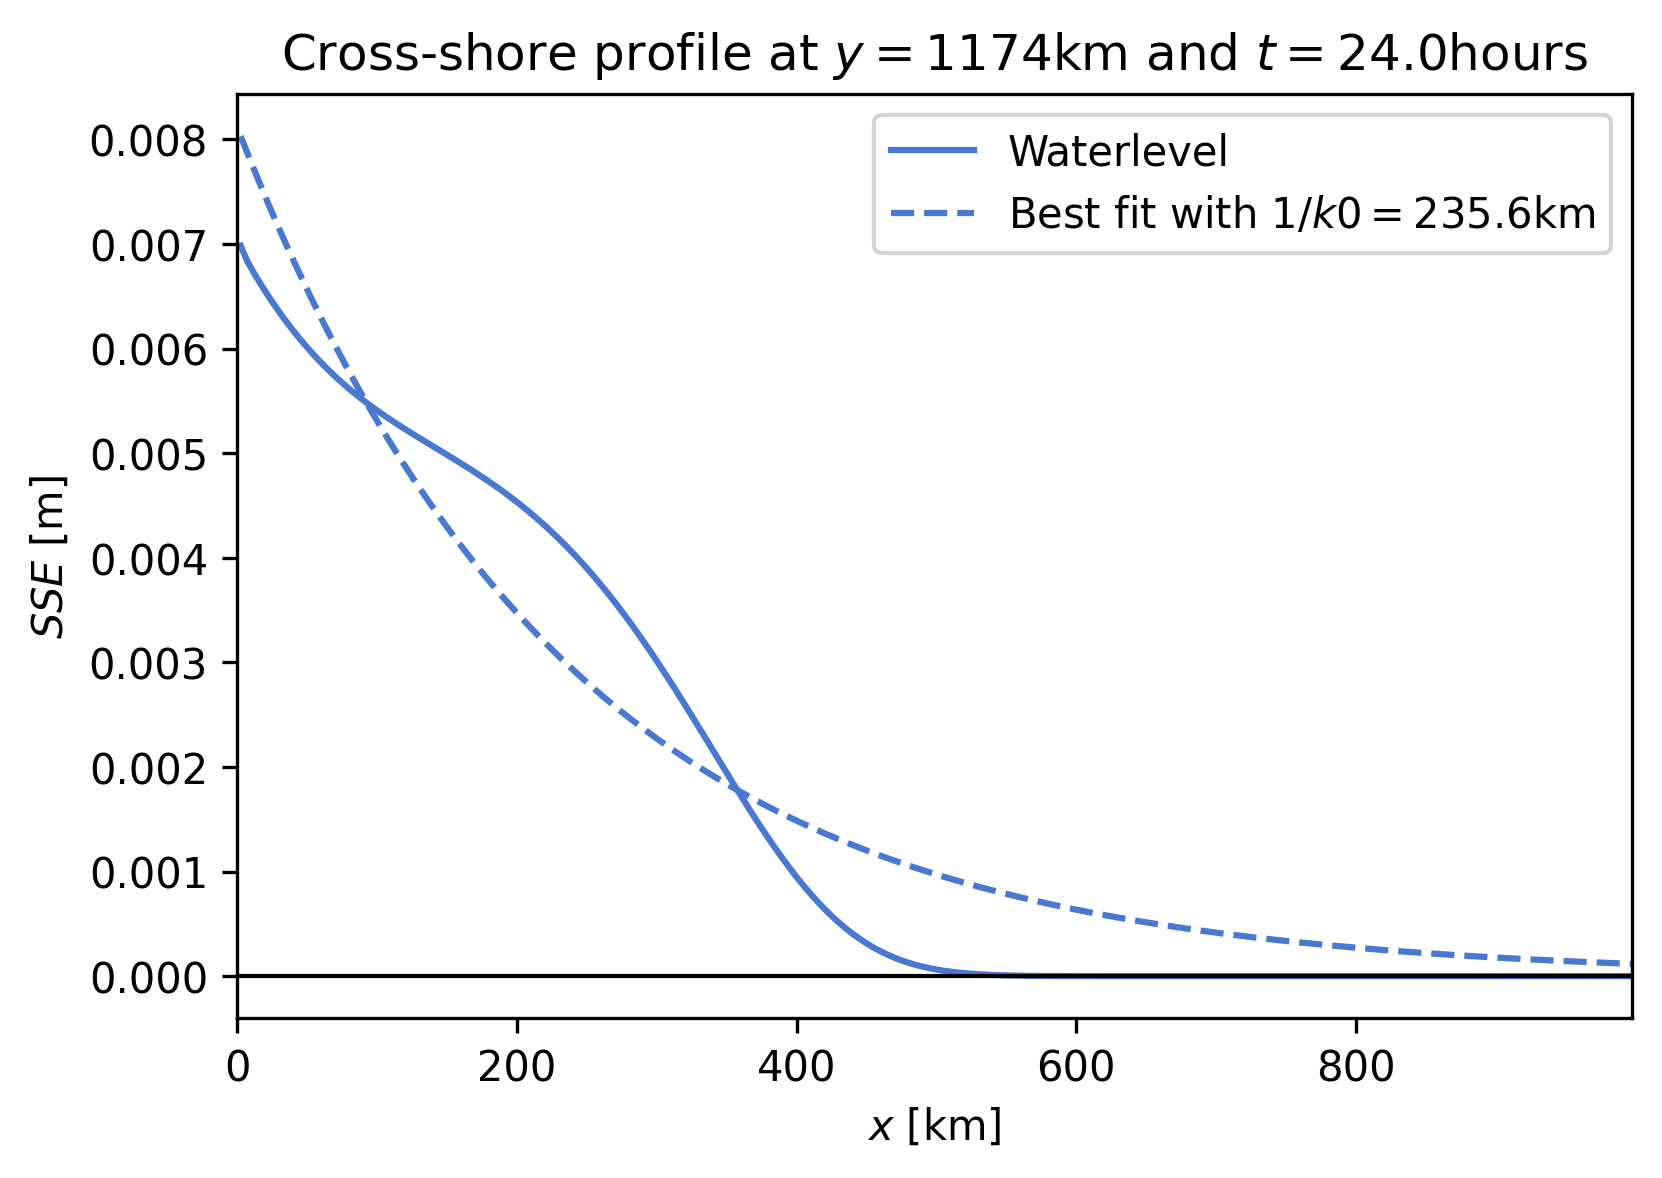 Cross-shore profile at y = 1174km and t = 24.0hours
Waterlevel
Best fit with 1/k0 = 235.6km
SSE [m]
0.008
0.007
0.006
0.005
0.004
0.003
0.002
0.001
0.000
0 200 400 600 800
x [km]